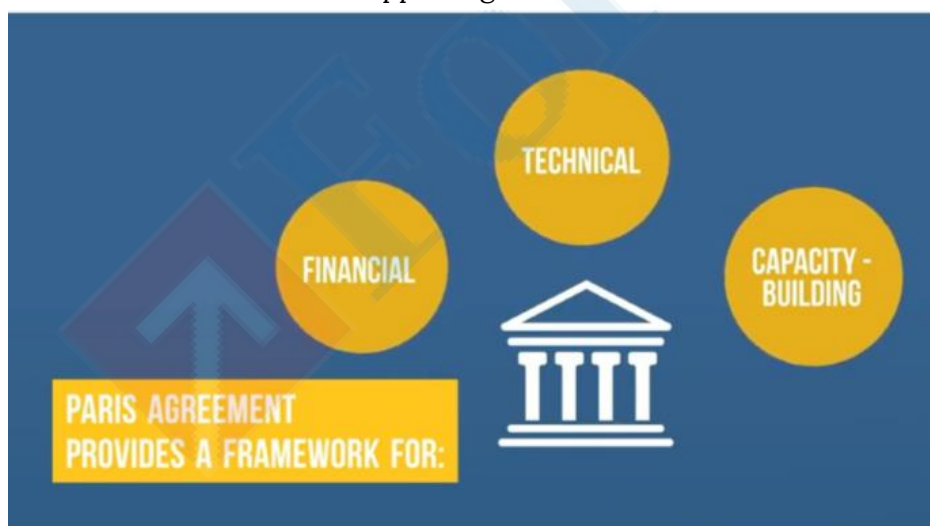 TECHNICAL
FINANCIAL
CAPACITY -
BUILDING
PARIS AGREEMENT
PROVIDES A FRAMEWORK FOR: